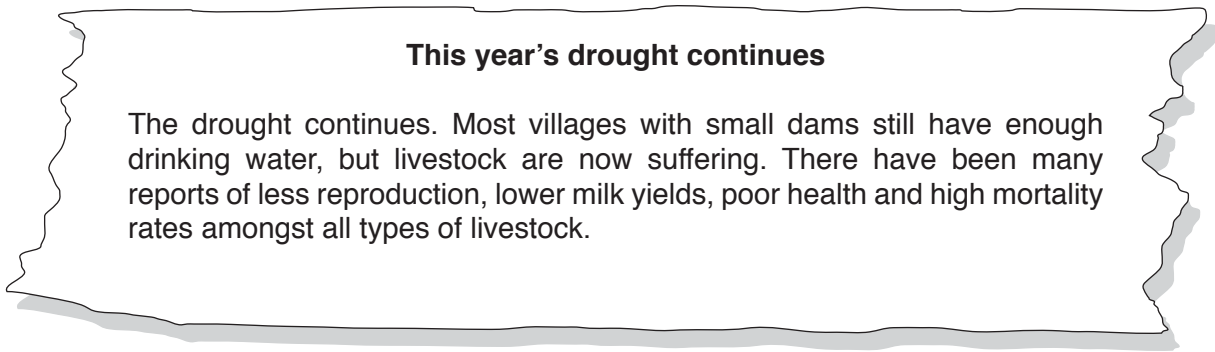 This year’s drought continues
The drought continues. Most villages with small dams still have enough
drinking water, but livestock are now suffering. There have been many
reports of less reproduction, lower milk yields, poor health and high mortality
rates amongst all types of livestock.